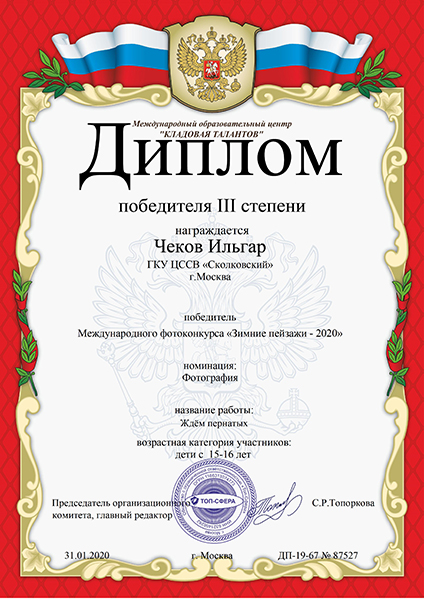 Международный образовательный центр
"КЛАДОВАЯ ТАЛАНТОВ"
Диплом
победителя III степени
награждается
Чеков Ильгар
ГКУ ЦССВ «Сколковский»
г.Москва
победитель
Международного фотоконкурса «Зимние пейзажи - 2020»
номинация:
Фотография
название работы:
Ждём пернатых
возрастная категория участников:
дети с 15-16 лет
ТОП-СФЕРА
Председатель организационного
комитета, главный редактор
С.Р.Топоркова
31.01.2020 г. Москва ДП-19-67 № 87527